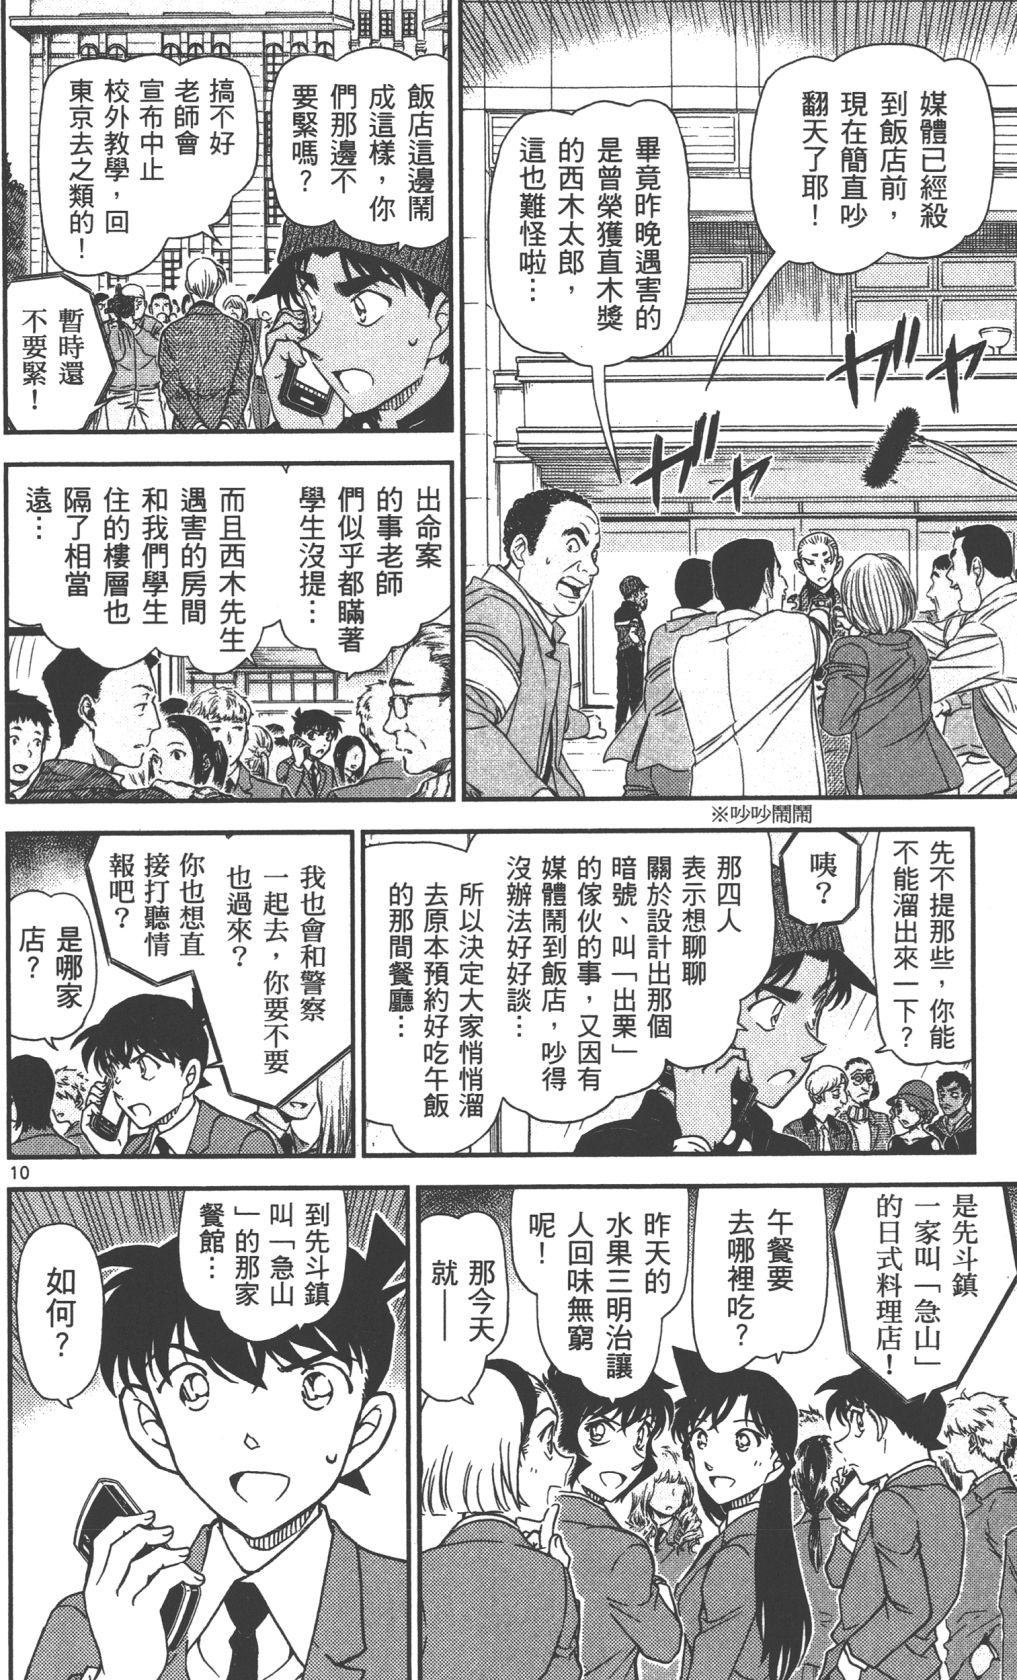 媒體已經殺
到飯店前，
現在簡直吵
翻天了耶！
畢竟昨晚遇害的
是曾榮獲直木獎
的西木太郎，
這也難怪啦…
ザワ
ザワ
※吵吵鬧鬧
飯店這邊鬧
成這樣，你
們那邊不
要緊嗎？
搞不好
老師會
宣布中止
校外教學，回
東京去之類的！
暫時還
不要緊！
出命案
的事老師
們似乎都瞞著
學生沒提…
而且西木先生
遇害的房間
和我們學生
住的樓層也
隔了相當
遠…
先不提那些，你能
不能溜出來一下？
咦？
那四人
表示想聊聊
關於設計出那個
暗號、叫「出栗」
的傢伙的事，又因有
媒體鬧到飯店，吵得
沒辦法好好談…
所以決定大家悄悄溜
去原本預約好吃午飯
的那間餐廳…
我也會和警察
一起去，你要不要
也過來？
你也想直
接打聽情
報吧？
是哪家
店？
10
是先斗鎮
一家叫「急山」
的日式料理店！
午餐要
去哪裡吃？
昨天的
水果三明治讓
人回味無窮
呢！
那今天
就——
到先斗鎮
叫「急山
」的那家
餐館…
如何？